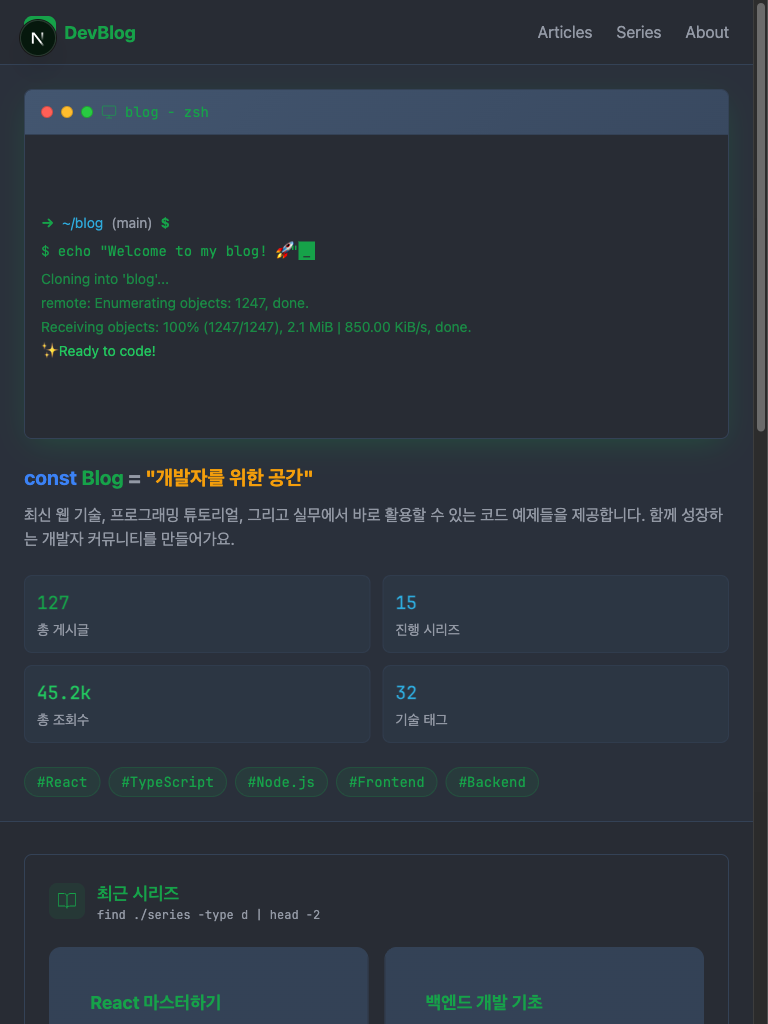 N DevBlog Articles Series About
blog - zsh
→ ~/blog (main) $
$ echo "Welcome to my blog! 🚀"_
Cloning into 'blog'...
remote: Enumerating objects: 1247, done.
Receiving objects: 100% (1247/1247), 2.1 MiB | 850.00 KiB/s, done.
✨Ready to code!
const Blog = "개발자를 위한 공간"
최신 웹 기술, 프로그래밍 튜토리얼, 그리고 실무에서 바로 활용할 수 있는 코드 예제들을 제공합니다. 함께 성장하
는 개발자 커뮤니티를 만들어가요.
127
총 게시글
15
진행 시리즈
45.2k
총 조회수
32
기술 태그
#React #TypeScript #Node.js #Frontend #Backend
최근 시리즈
find ./series -type d | head -2
React 마스터하기
백엔드 개발 기초